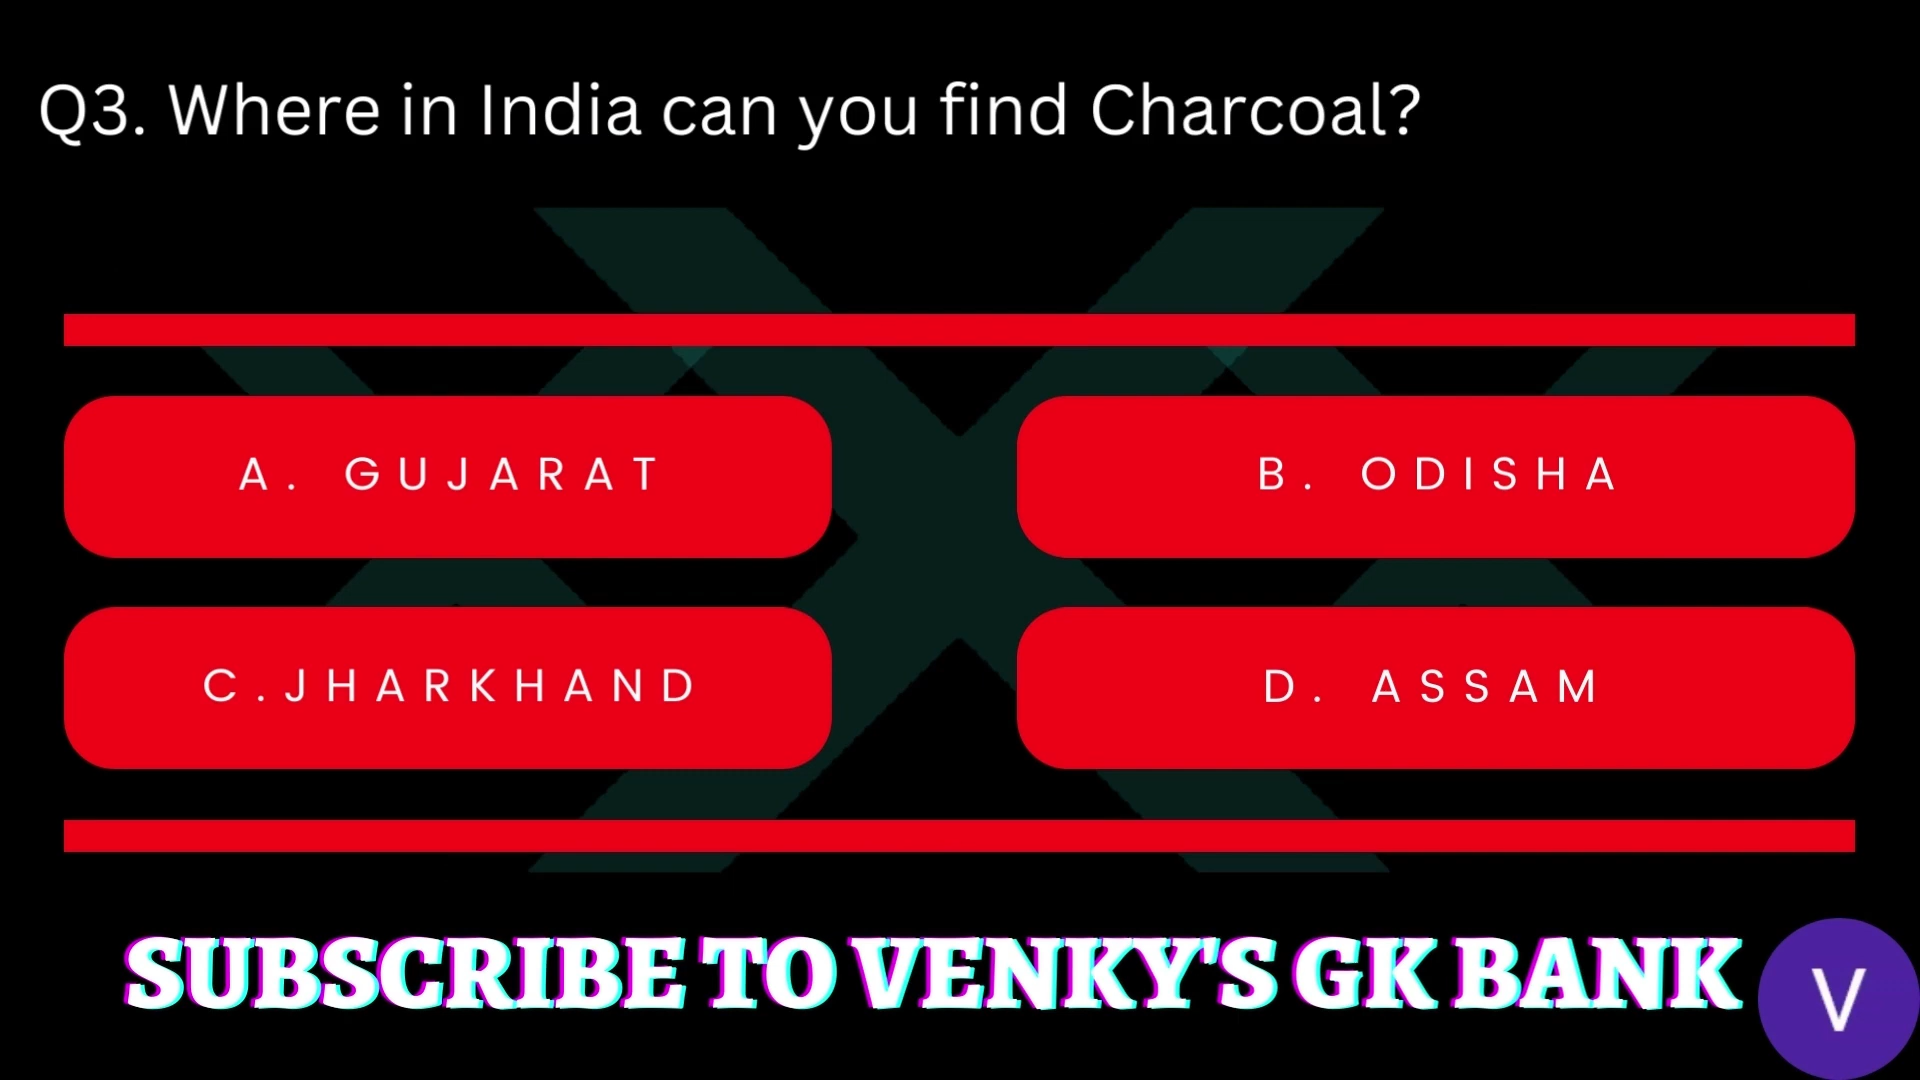 Q3. Where in India can you find Charcoal?
A. GUJARAT
B. ODISHA
C.JHARKHAND
D. ASSAM
SUBSCRIBE TO VENKY'S GK BANK
V